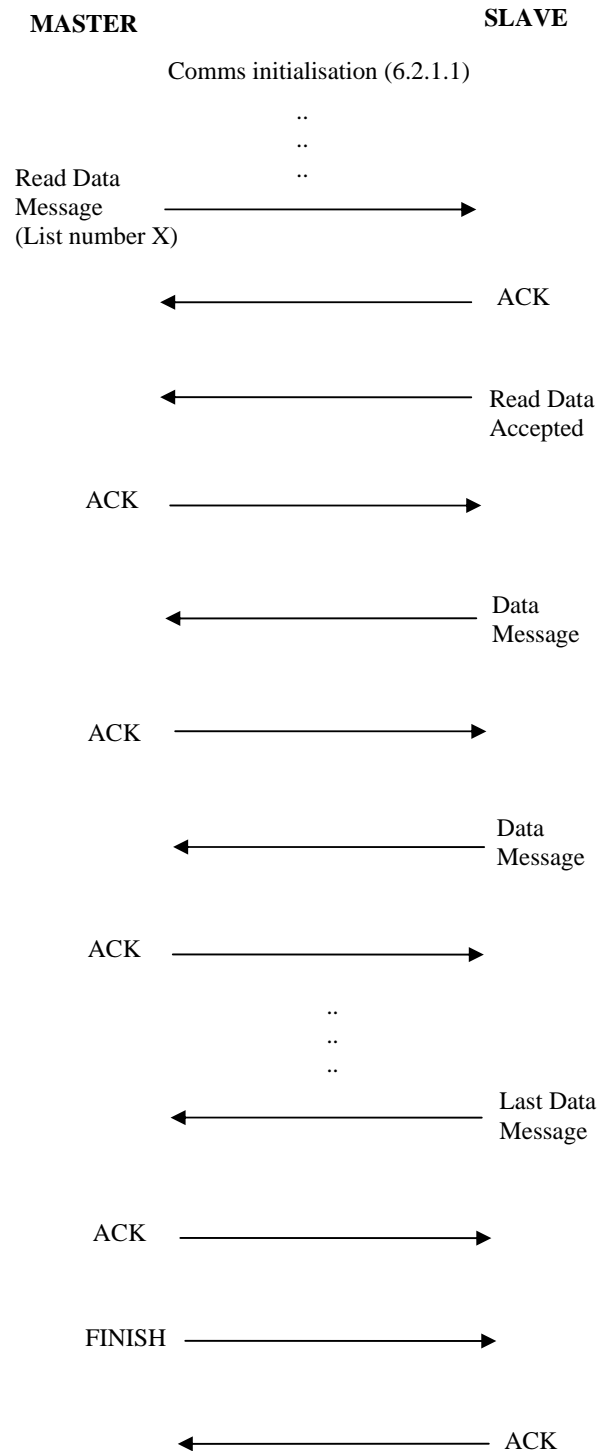 MASTER
SLAVE
Comms initialisation (6.2.1.1)
..
..
..
Read Data
Message
(List number X)
ACK
Read Data
Accepted
ACK
Data
Message
ACK
Data
Message
ACK
..
..
..
Last Data
Message
ACK
FINISH
ACK